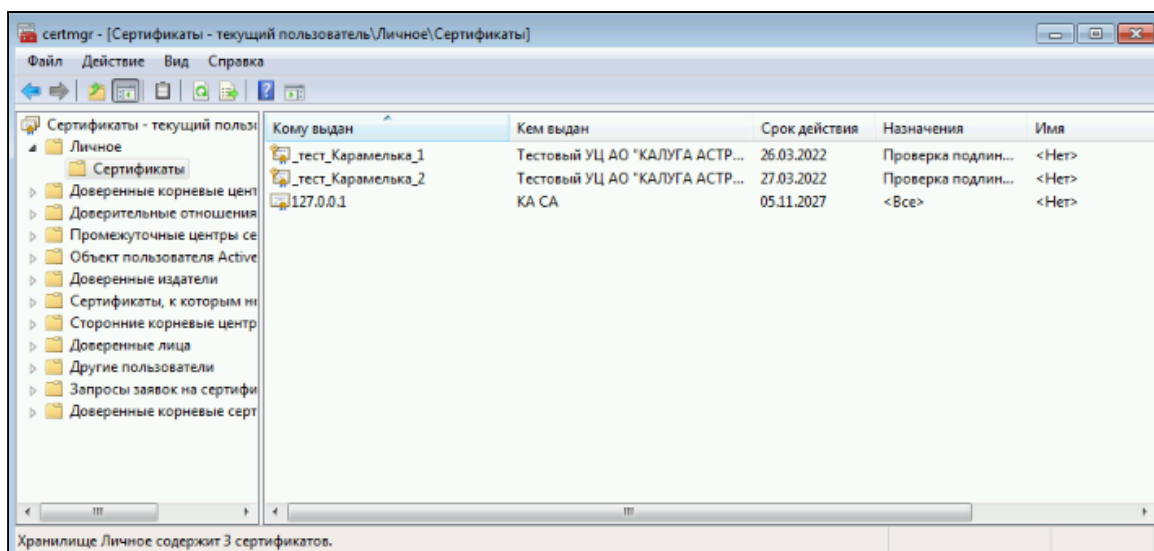 certmgr - [Сертификаты - текущий пользователь\Личное\Сертификаты]
Файл Действие Вид Справка
Сертификаты - текущий польз
Личное
Сертификаты
Доверенные корневые цент
Доверительные отношения
Промежуточные центры се
Объект пользователя Active
Доверенные издатели
Сертификаты, к которым н
Сторонние корневые центр
Доверенные лица
Другие пользователи
Запросы заявок на сертифи
Доверенные корневые серт
Кому выдан Кем выдан Срок действия Назначения Имя
_тест_Карамелька_1 Тестовый УЦ АО "КАЛУГА АСТР... 26.03.2022 Проверка подлин... <Нет>
_тест_Карамелька_2 Тестовый УЦ АО "КАЛУГА АСТР... 27.03.2022 Проверка подлин... <Нет>
127.0.0.1 KA CA 05.11.2027 <Все> <Нет>
Хранилище Личное содержит 3 сертификатов.